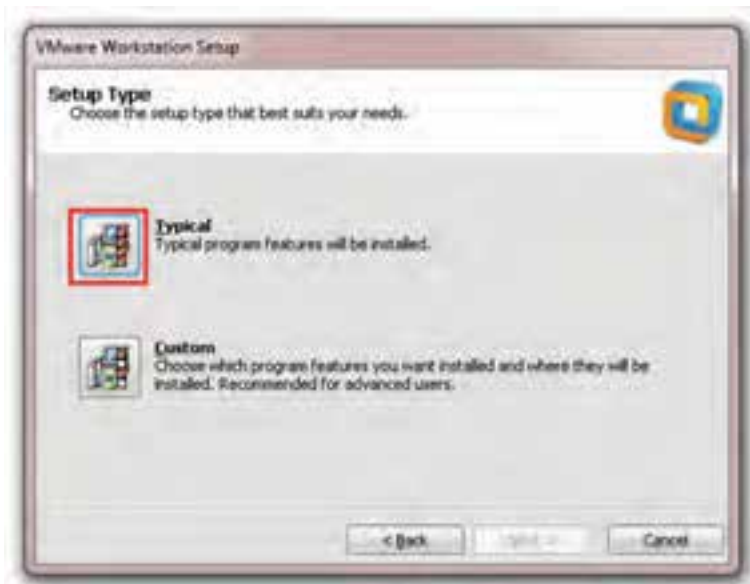 VMware Workstation Setup
Setup Type
Choose the setup type that best suits your needs.
Typical
Typical program features will be installed.
Custom
Choose which program features you want installed and where they will be
installed. Recommended for advanced users.
< Back
Next >
Cancel